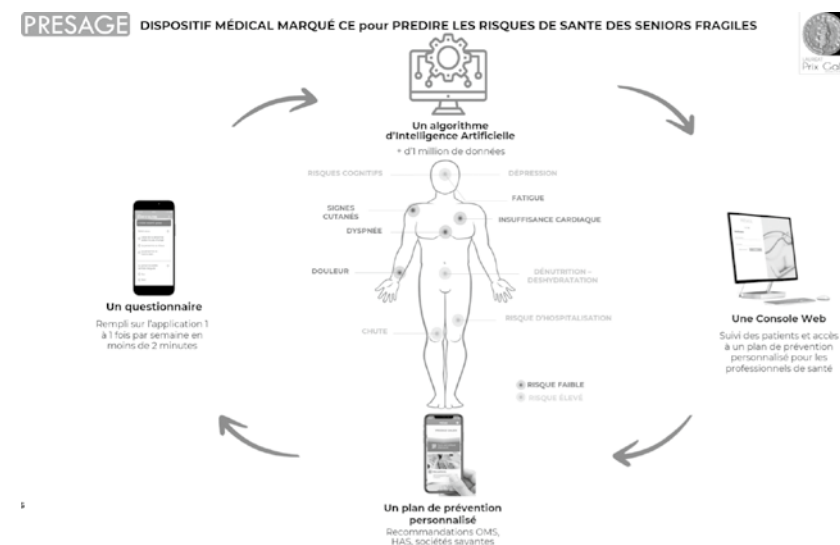 PRESAGE
DISPOSITIF MÉDICAL MARQUÉ CE pour PREDIRE LES RISQUES DE SANTE DES SENIORS FRAGILES
LAURÉAT
Prix Gal
Un algorithme
d'Intelligence Artificielle
+ d'1 million de données
RISQUES COGNITIFS
DÉPRESSION
FATIGUE
SIGNES
CUTANÉS
INSUFFISANCE CARDIAQUE
DYSPNÉE
DOULEUR
DÉNUTRITION -
DESHYDRATATION
RISQUE D'HOSPITALISATION
CHUTE
RISQUE FAIBLE
RISQUE ÉLEVÉ
Un questionnaire
Rempli sur l'application 1
à 1 fois par semaine en
moins de 2 minutes
Une Console Web
Suivi des patients et accès
à un plan de prévention
personnalisé pour les
professionnels de santé
Un plan de prévention
personnalisé
Recommandations OMS,
HAS, sociétés savantes